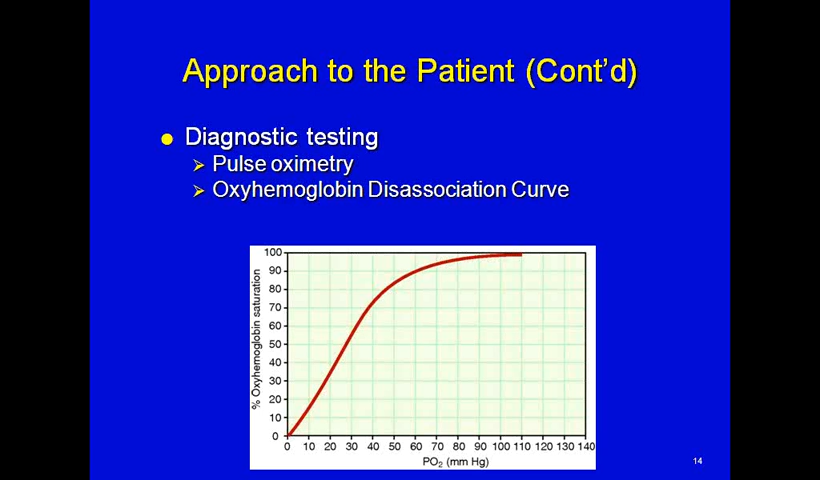 Approach to the Patient (Cont’d)
Diagnostic testing
Pulse oximetry
Oxyhemoglobin Disassociation Curve
% Oxyhemoglobin saturation
100
90
80
70
60
50
40
30
20
10
0
0 10 20 30 40 50 60 70 80 90 100 110 120 130 140
PO₂ (mm Hg)
14